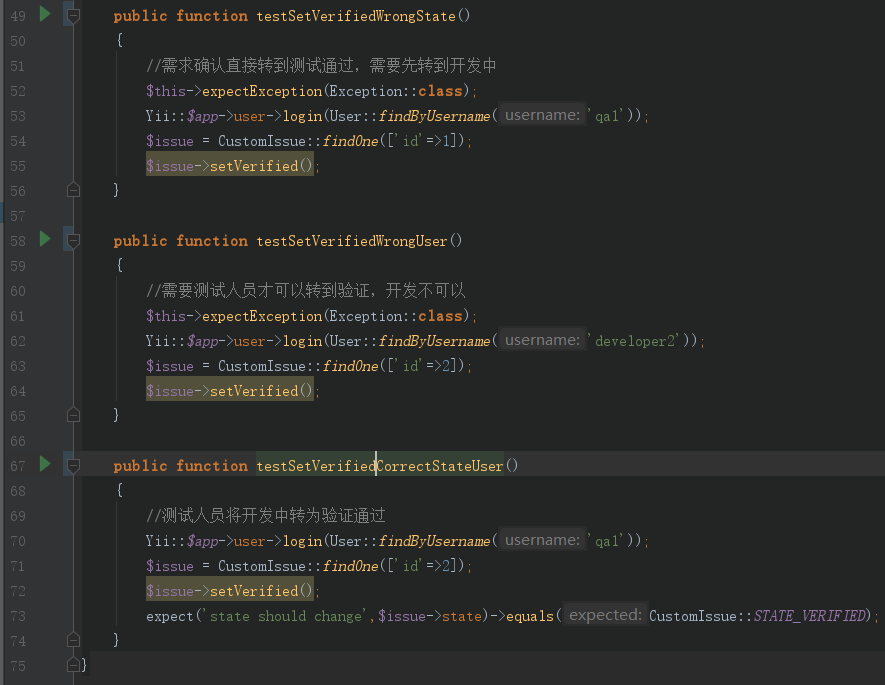 49 public function testSetVerifiedWrongState()
50 {
51 //需求确认直接转到测试通过，需要先转到开发中
52 $this->expectException(Exception::class);
53 Yii::$app->user->login(User::findByUsername( username: 'qa1'));
54 $issue = CustomIssue::findOne(['id'=>1]);
55 $issue->setVerified();
56 }
57
58 public function testSetVerifiedWrongUser()
59 {
60 //需要测试人员才可以转到验证，开发不可以
61 $this->expectException(Exception::class);
62 Yii::$app->user->login(User::findByUsername( username: 'developer2'));
63 $issue = CustomIssue::findOne(['id'=>2]);
64 $issue->setVerified();
65 }
66
67 public function testSetVerifiedCorrectStateUser()
68 {
69 //测试人员将开发中转为验证通过
70 Yii::$app->user->login(User::findByUsername( username: 'qa1'));
71 $issue = CustomIssue::findOne(['id'=>2]);
72 $issue->setVerified();
73 expect('state should change',$issue->state)->equals( expected: CustomIssue::STATE_VERIFIED);
74 }
75 }